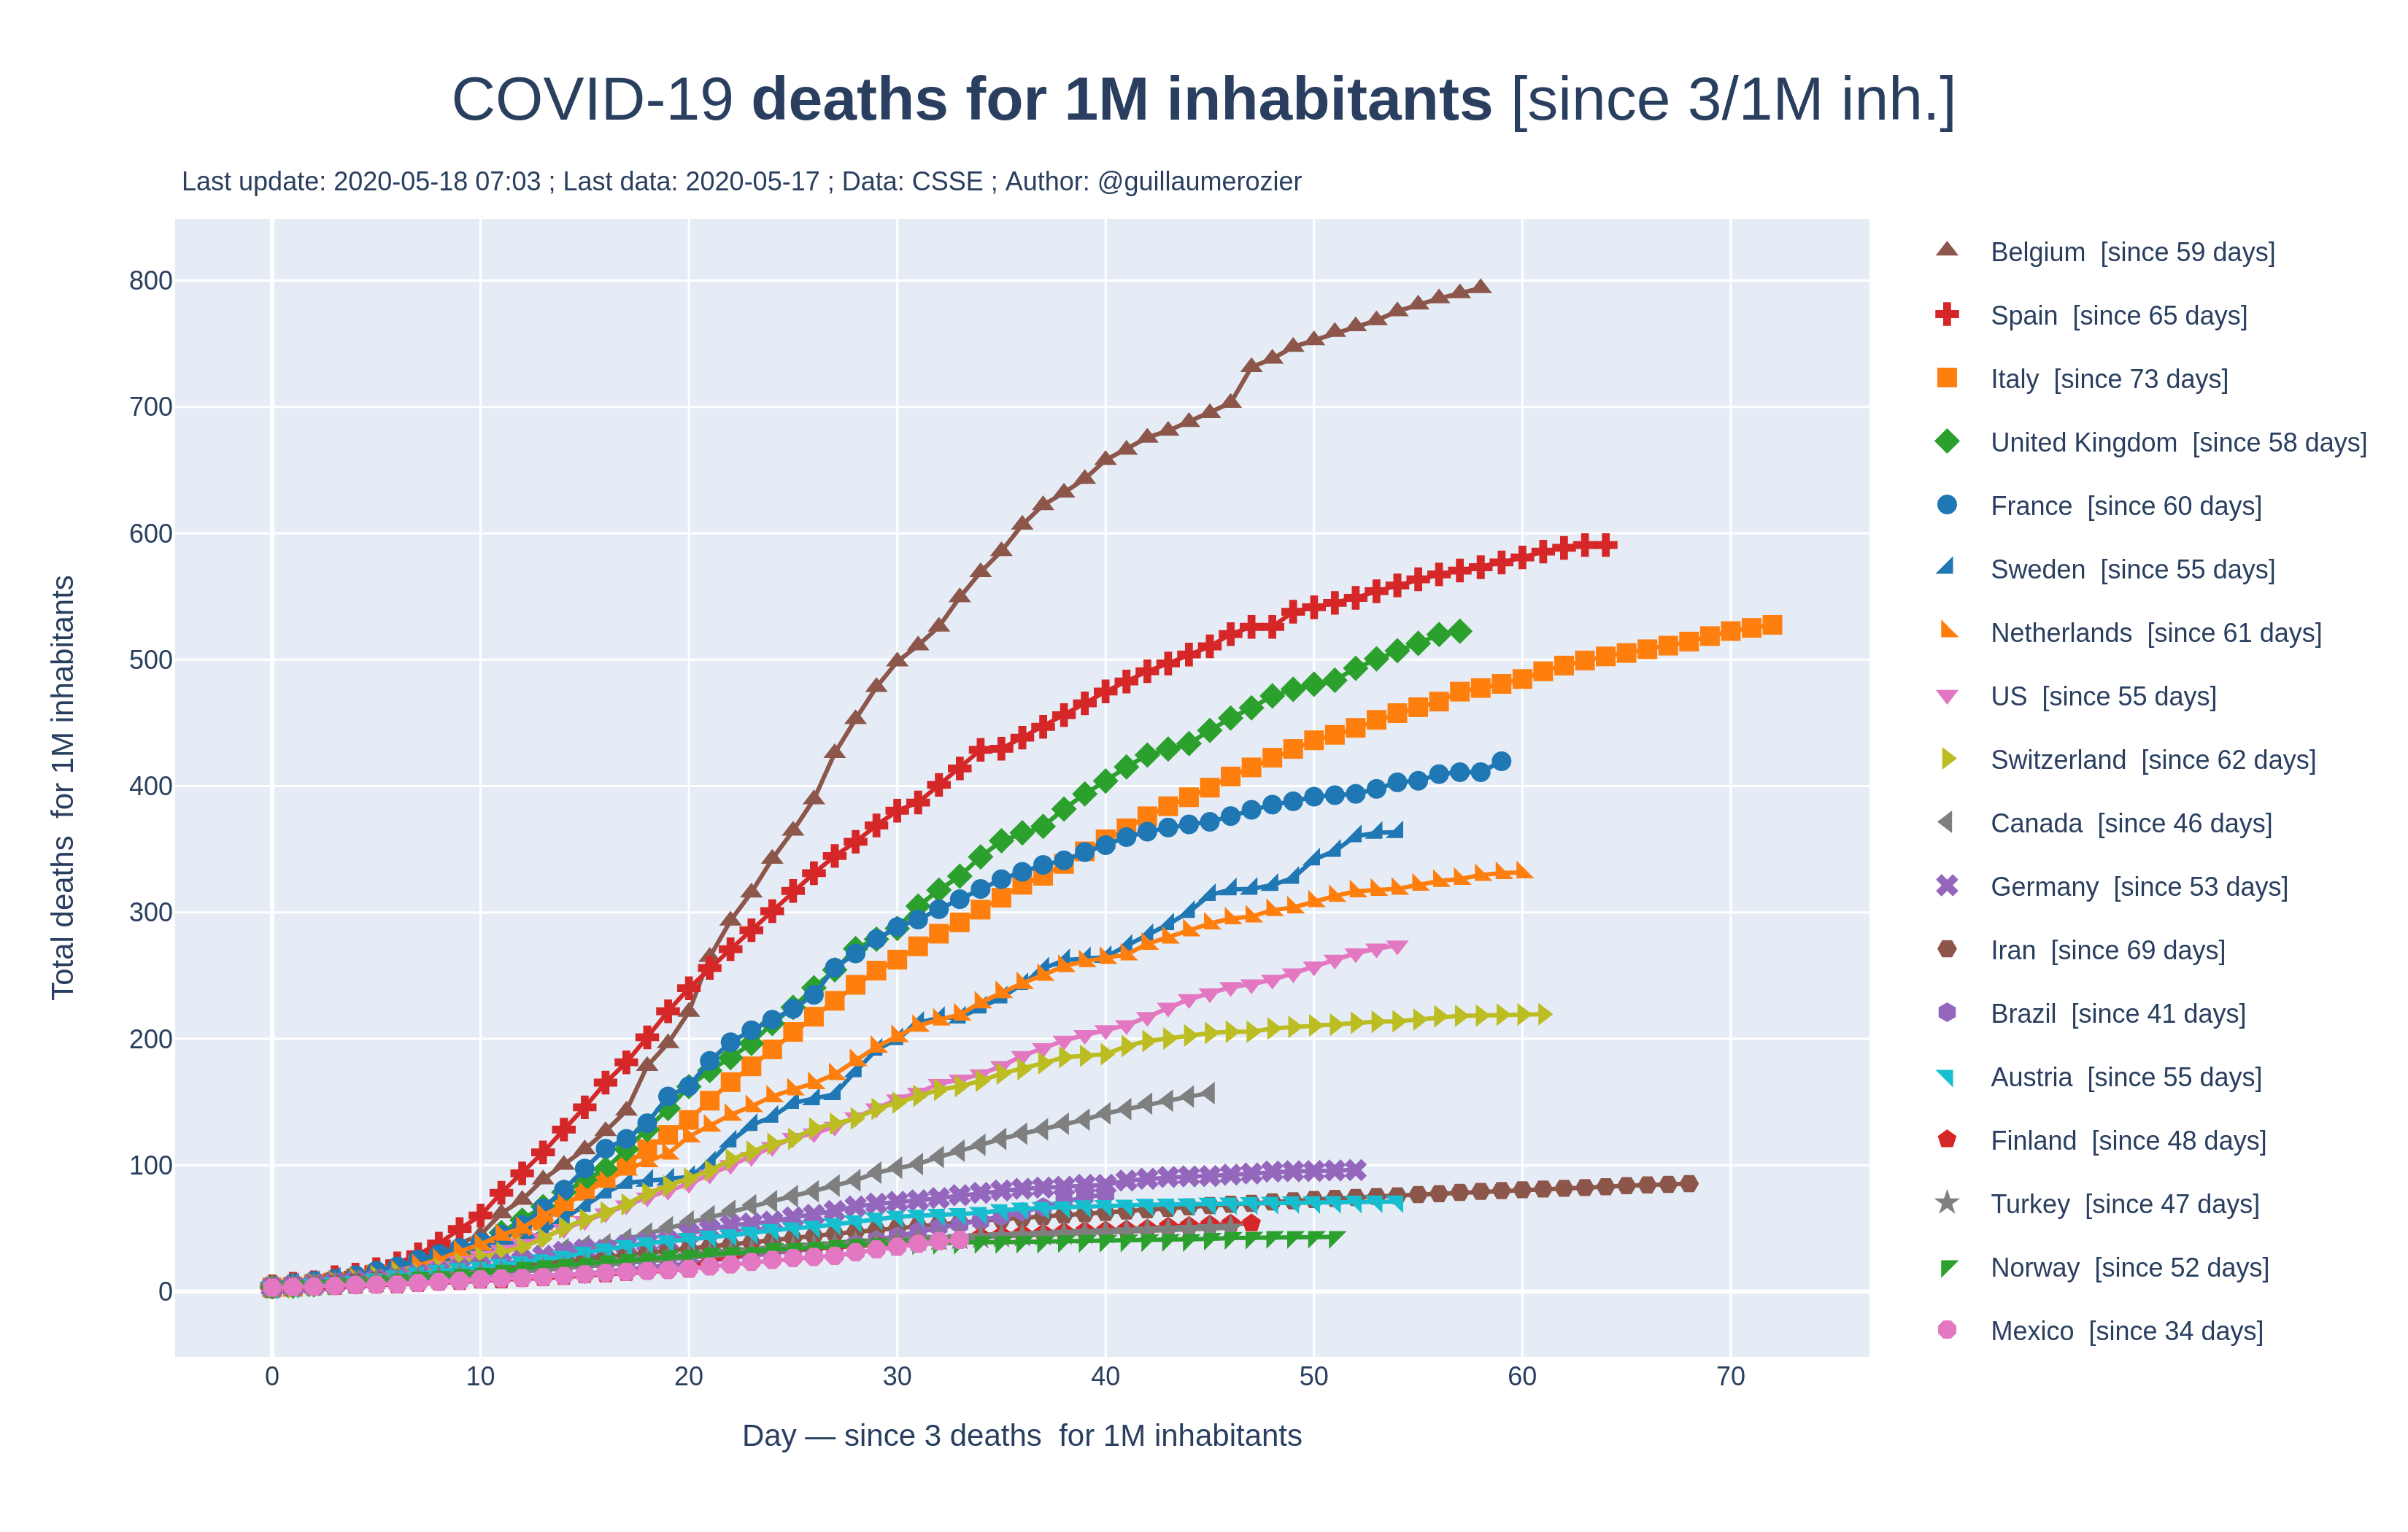 COVID-19 deaths for 1M inhabitants [since 3/1M inh.]
Last update: 2020-05-18 07:03 ; Last data: 2020-05-17 ; Data: CSSE ; Author: @guillaumerozier
Total deaths  for 1M inhabitants
800
700
600
500
400
300
200
100
0
0 10 20 30 40 50 60 70
Day — since 3 deaths  for 1M inhabitants
Belgium  [since 59 days]
Spain  [since 65 days]
Italy  [since 73 days]
United Kingdom  [since 58 days]
France  [since 60 days]
Sweden  [since 55 days]
Netherlands  [since 61 days]
US  [since 55 days]
Switzerland  [since 62 days]
Canada  [since 46 days]
Germany  [since 53 days]
Iran  [since 69 days]
Brazil  [since 41 days]
Austria  [since 55 days]
Finland  [since 48 days]
Turkey  [since 47 days]
Norway  [since 52 days]
Mexico  [since 34 days]